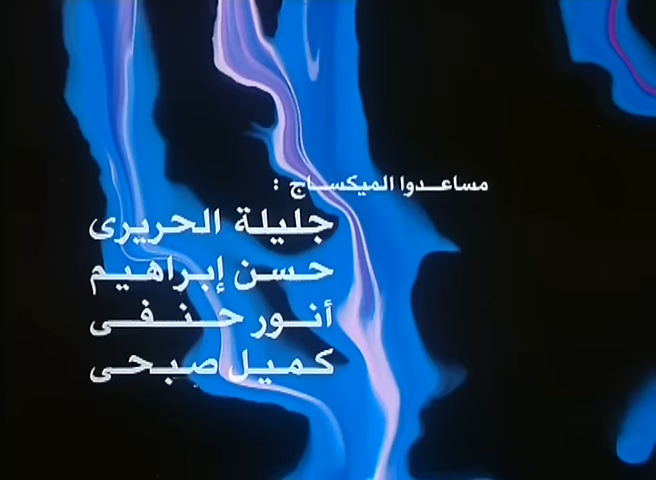 مساعدوا الميكساج :
جليلة الحريرى
حسن إبراهيم
أنور حنفى
كميل صبحى